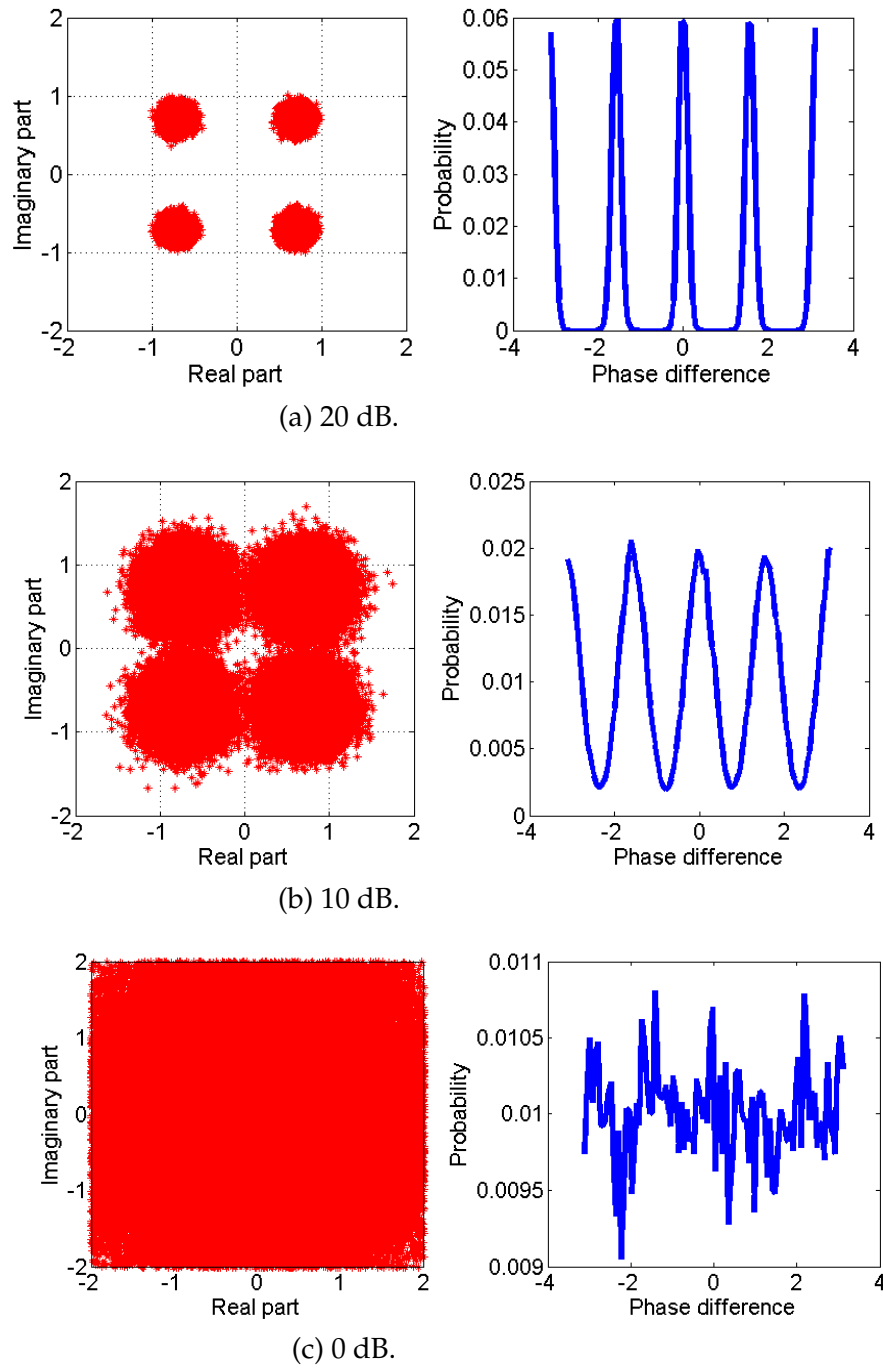 2
1
0
-1
-2
Imaginary part
-2 -1 0 1 2
Real part
0.06
0.05
0.04
0.03
0.02
0.01
0
Probability
-4 -2 0 2 4
Phase difference
(a) 20 dB.
2
1
0
-1
-2
Imaginary part
-2 -1 0 1 2
Real part
0.025
0.02
0.015
0.01
0.005
0
Probability
-4 -2 0 2 4
Phase difference
(b) 10 dB.
2
1
0
-1
-2
Imaginary part
-2 -1 0 1 2
Real part
0.011
0.0105
0.01
0.0095
0.009
Probability
-4 -2 0 2 4
Phase difference
(c) 0 dB.